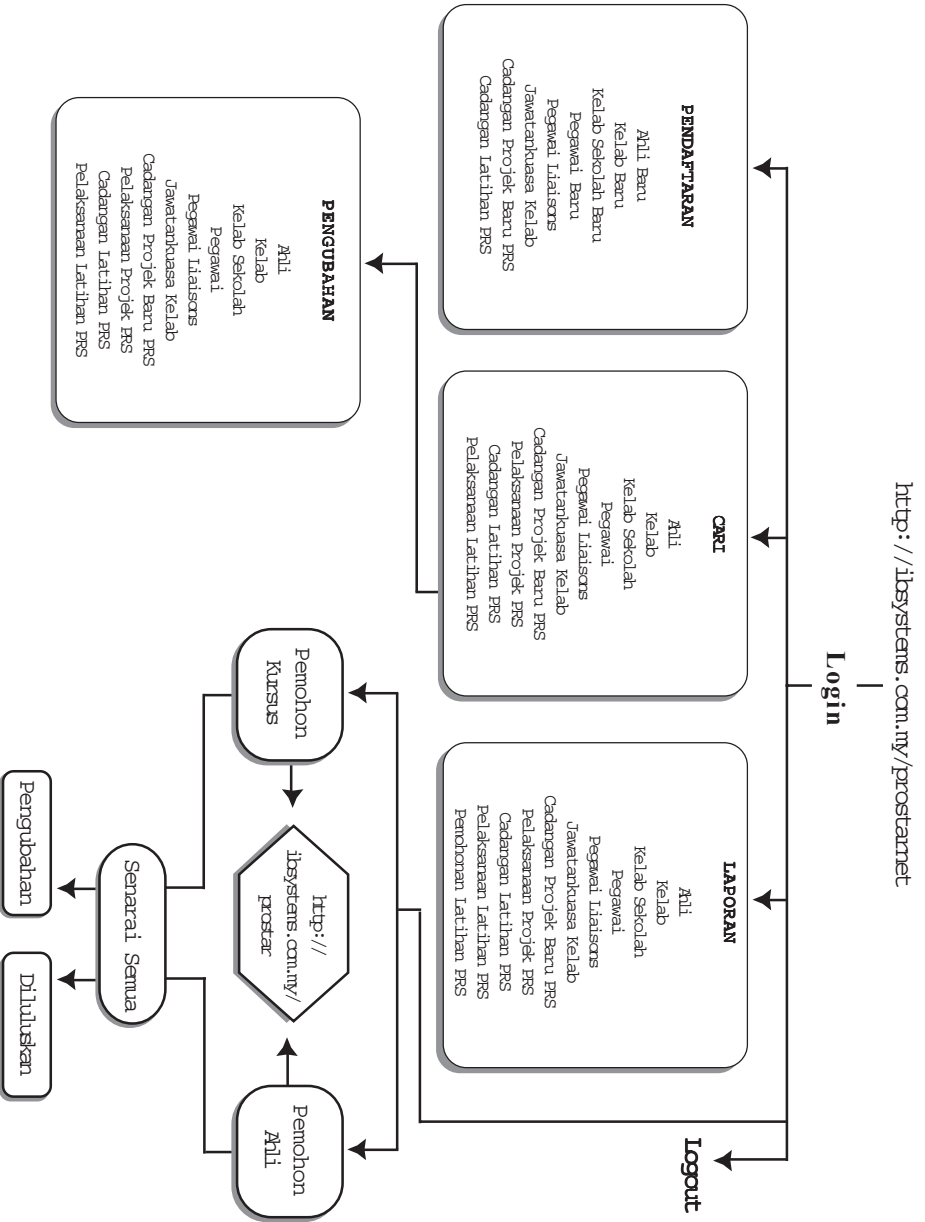 http://ibsystems.com.my/prostarnet
Login
PENDAFTARAN
Ahli Baru
Kelab Baru
Kelab Sekolah Baru
Pegawai Baru
Pegawai Liaisons
Jawatankuasa Kelab
Cadangan Projek Baru PRS
Cadangan Latihan PRS
CARI
Ahli
Kelab
Kelab Sekolah
Pegawai
Pegawai Liaisons
Jawatankuasa Kelab
Cadangan Projek Baru PRS
Pelaksanaan Projek PRS
Cadangan Latihan PRS
Pelaksanaan Latihan PRS
LAPORAN
Ahli
Kelab
Kelab Sekolah
Pegawai
Pegawai Liaisons
Jawatankuasa Kelab
Cadangan Projek Baru PRS
Pelaksanaan Projek PRS
Cadangan Latihan PRS
Pelaksanaan Latihan PRS
Pemohonan Latihan PRS
Logout
PENGUBAHAN
Ahli
Kelab
Kelab Sekolah
Pegawai
Pegawai Liaisons
Jawatankuasa Kelab
Cadangan Projek Baru PRS
Pelaksanaan Projek PRS
Cadangan Latihan PRS
Pelaksanaan Latihan PRS
Pemohon
Kursus
http://
ibsystems.com.my/
prostar
Pemohon
Ahli
Senarai Semua
Pengubahan
Diluluskan